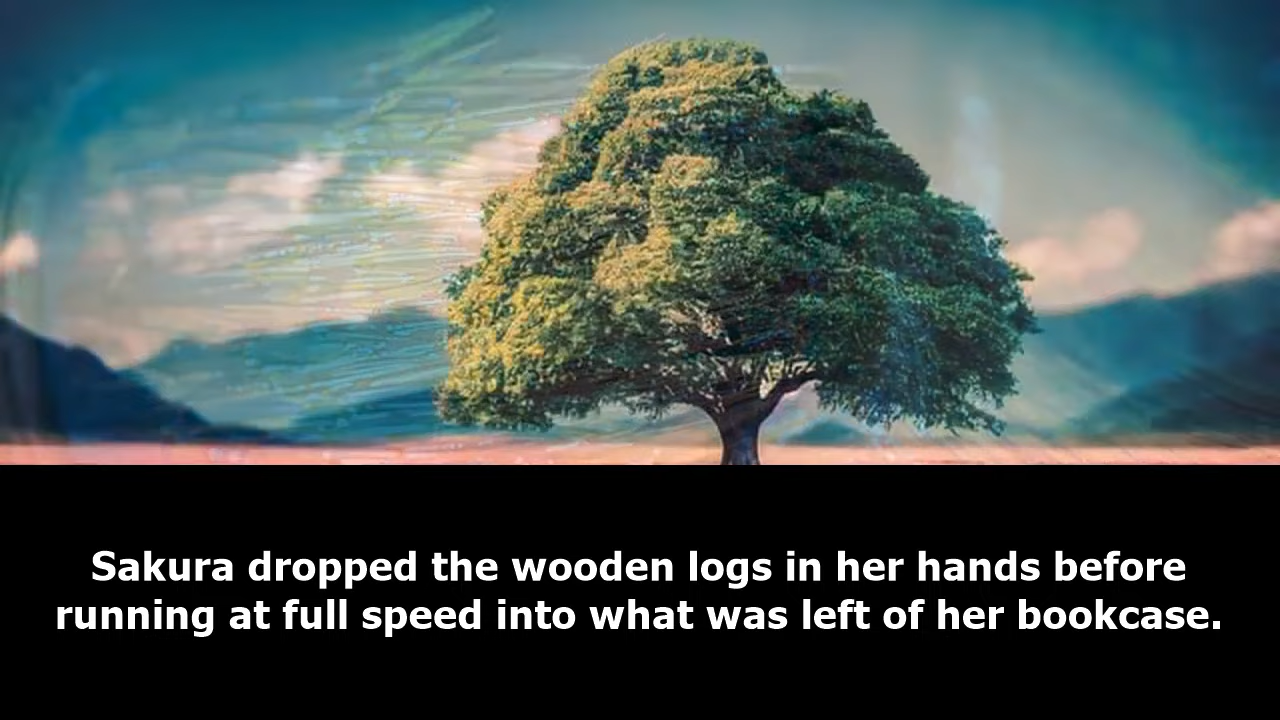 Sakura dropped the wooden logs in her hands before
running at full speed into what was left of her bookcase.